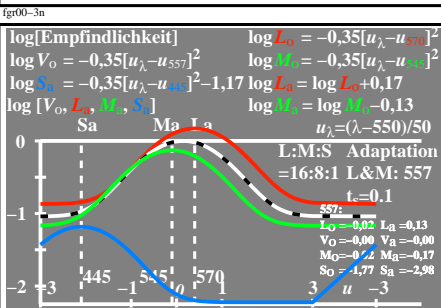 fgr00−3n
log[Empfindlichkeit] log Lₒ = −0,35[uλ−u570]²
log Vₒ = −0,35[uλ−u557]² log Mₒ = −0,35[uλ−u545]²
log Sₐ = −0,35[uλ−u445]²−1,17 log Lₐ = log Lₒ+0,17
log [Vₒ, Lₐ, Mₐ, Sₐ] log Mₐ = log Mₒ−0,13
Sa Ma La uλ=(λ−550)/50
0 L:M:S Adaptation
=16:8:1 L&M: 557
tₛ=0.1
−1 557:
Lₒ=-0,02 Lₐ=0,13
Vₒ=-0,00 Vₐ=-0,00
Mₒ=-0,02 Mₐ=-0,17
Sₒ=-1,77 Sₐ=-2,98
445 545 570
−2 −3 −1 0 1 3 u −3